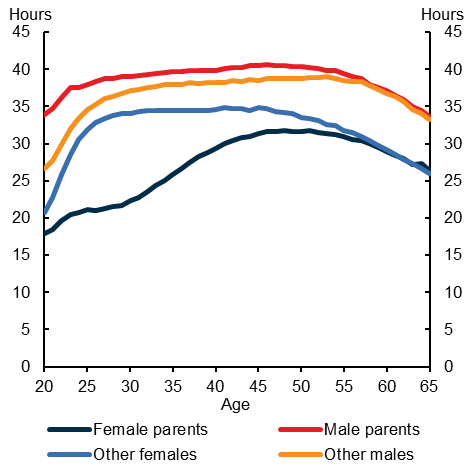 Hours Hours
45 45
40 40
35 35
30 30
25 25
20 20
15 15
10 10
5 5
0 0
20 25 30 35 40 45 50 55 60 65
Age
Female parents Male parents
Other females Other males